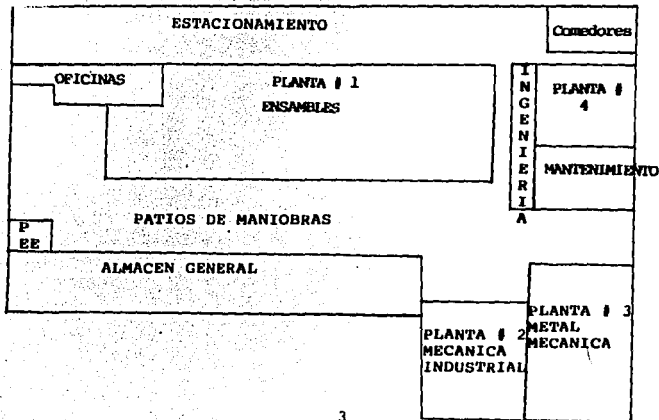 ESTACIONAMIENTO
Comedores
OFICINAS
PLANTA # 1
ENSAMBLES
INGENIERIA
PLANTA #
4
MANTENIMIENTO
PATIOS DE MANIOBRAS
P
EE
ALMACEN GENERAL
PLANTA # 2
MECANICA
INDUSTRIAL
PLANTA # 3
METAL
MECANICA
3